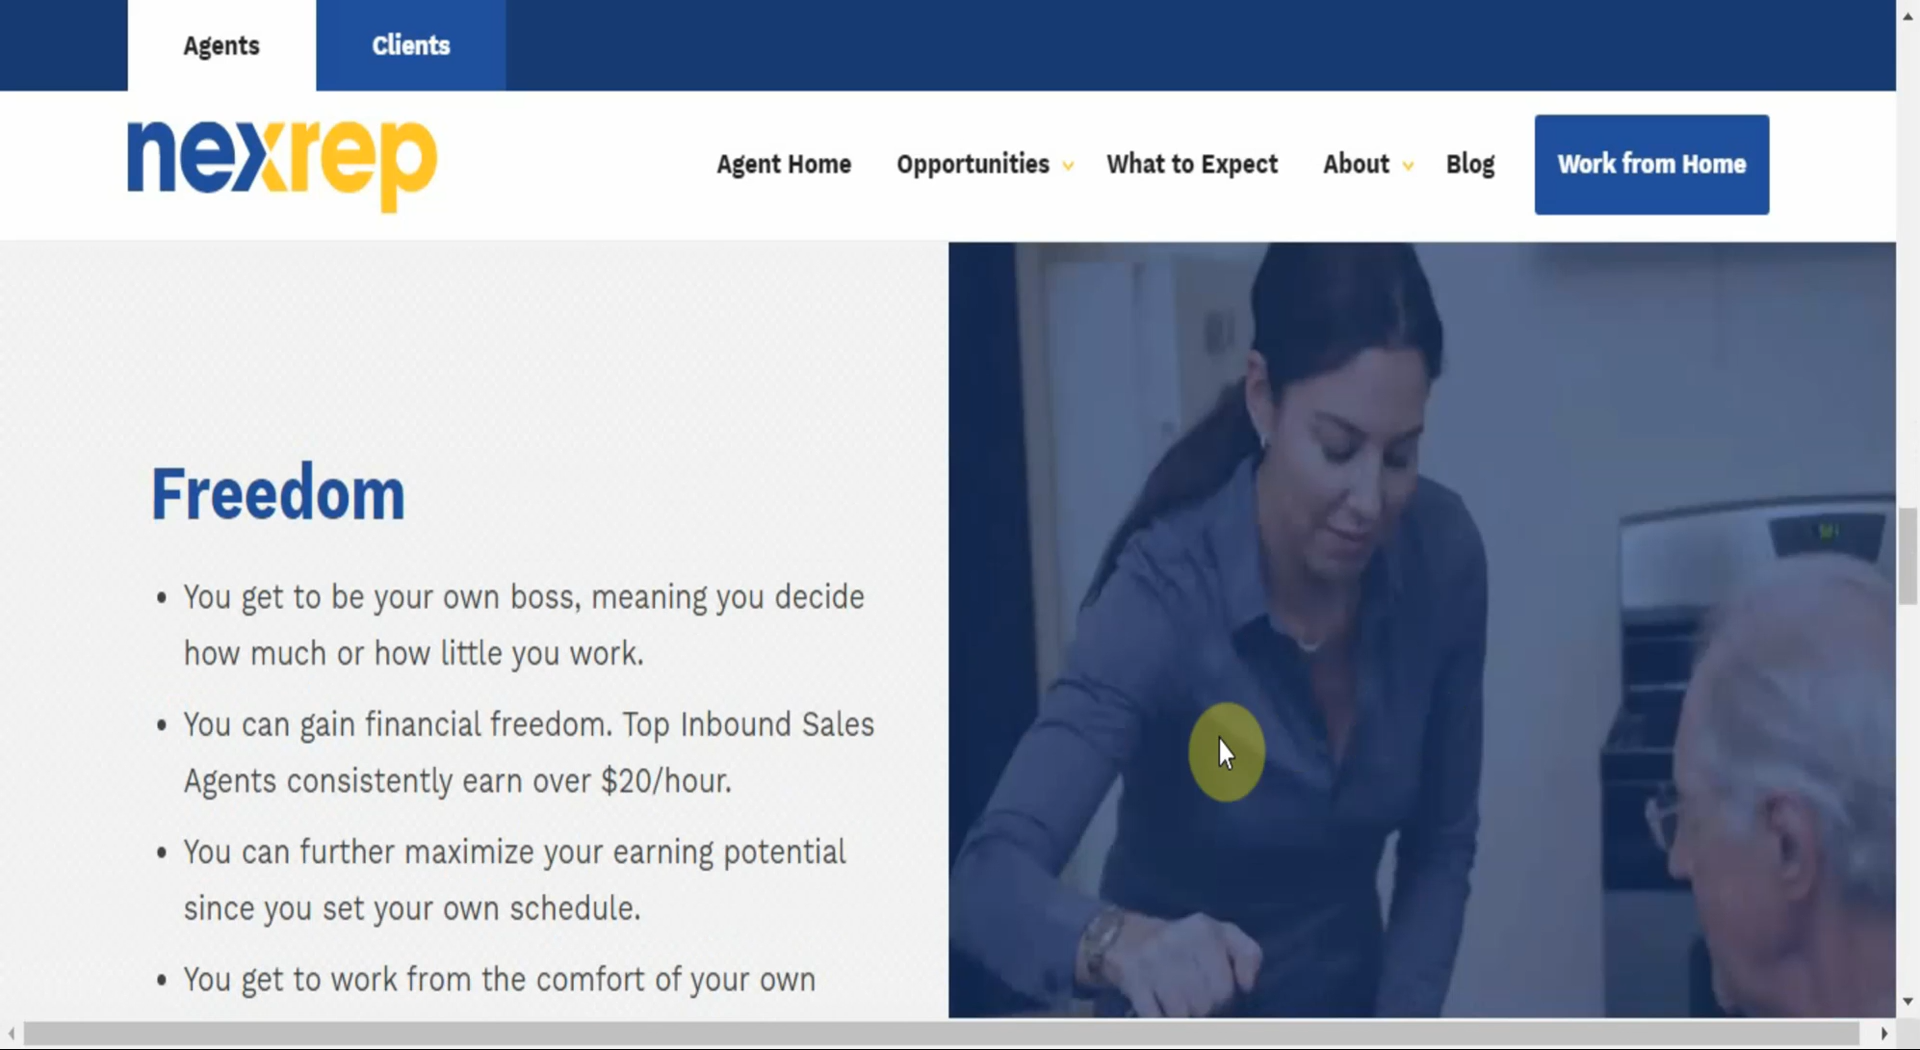 Agents
Clients
nexrep
Agent Home
Opportunities
What to Expect
About
Blog
Work from Home
Freedom
• You get to be your own boss, meaning you decide
how much or how little you work.
• You can gain financial freedom. Top Inbound Sales
Agents consistently earn over $20/hour.
• You can further maximize your earning potential
since you set your own schedule.
• You get to work from the comfort of your own